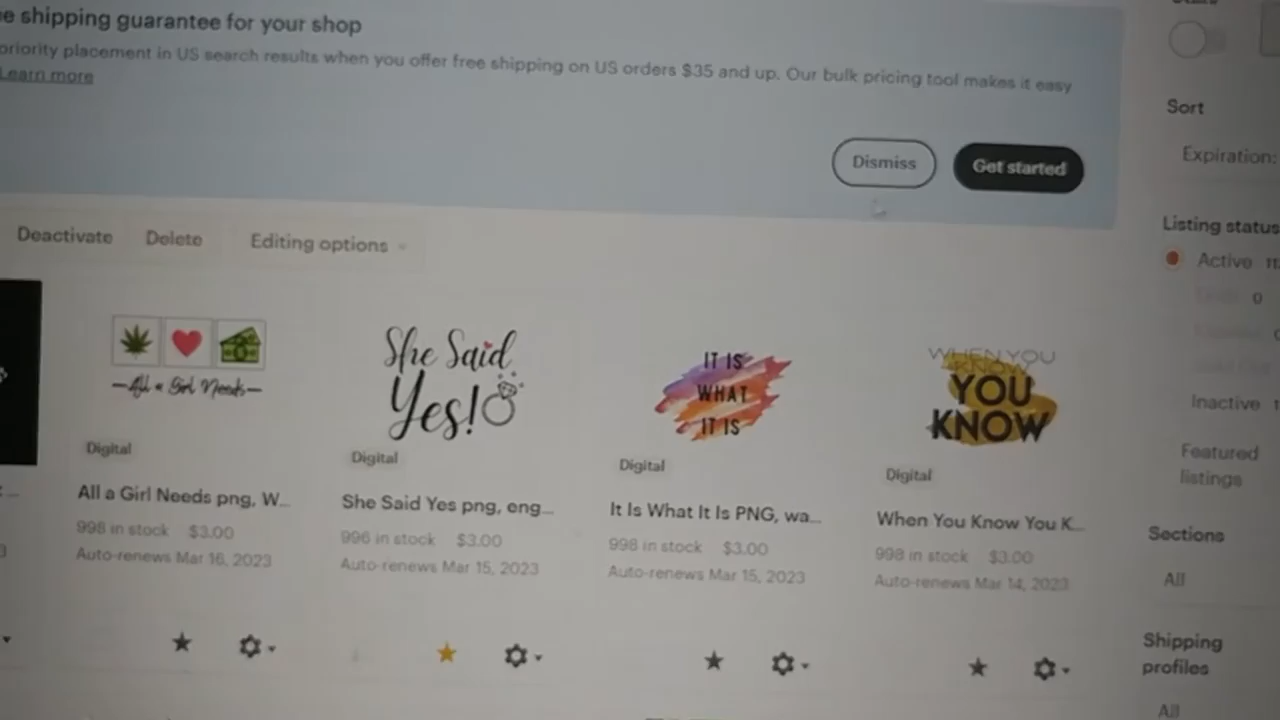 e shipping guarantee for your shop
priority placement in US search results when you offer free shipping on US orders $35 and up. Our bulk pricing tool makes it easy
Learn more
Dismiss
Get started
Sort
Expiration:
Deactivate
Delete
Editing options
Listing status
Active
0
Inactive
Featured
listings
Sections
All
Shipping
profiles
All
All a Girl Needs
Digital
All a Girl Needs png, W...
998 in stock $3.00
Auto-renews Mar 16, 2023
She Said
Yes!
Digital
She Said Yes png, eng...
996 in stock $3.00
Auto-renews Mar 15, 2023
IT IS
WHAT
IT IS
Digital
It Is What It Is PNG, wa...
998 in stock $3.00
Auto-renews Mar 15, 2023
WHEN YOU
KNOW
YOU
KNOW
Digital
When You Know You K...
998 in stock $3.00
Auto-renews Mar 14, 2023